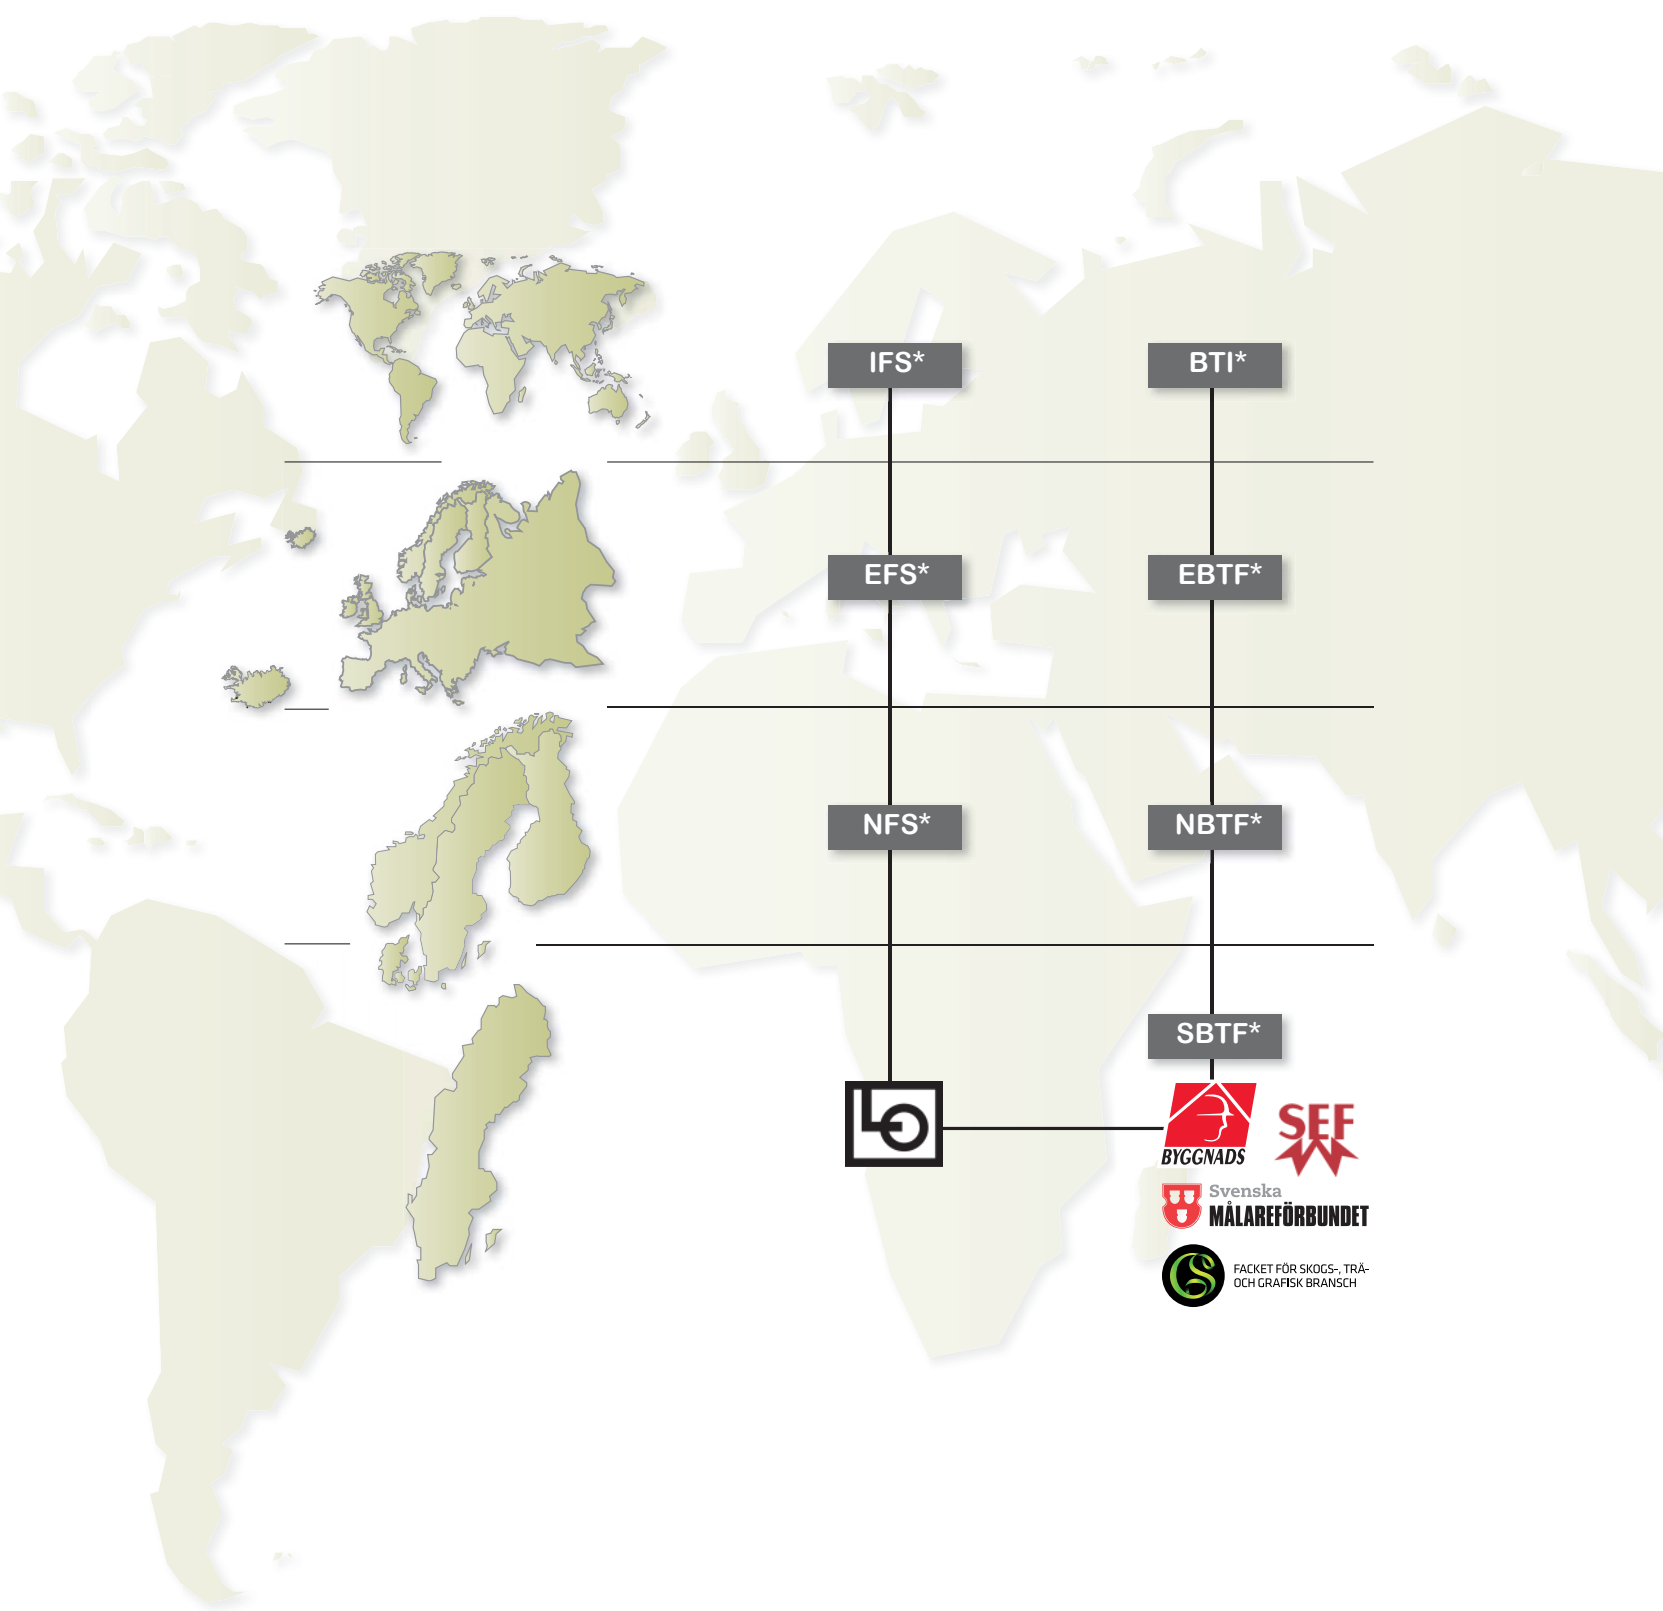 IFS*
BTI*
EFS*
EBTF*
NFS*
NBTF*
SBTF*
LO
BYGGNADS
SEF
Svenska
MÅLAREFÖRBUNDET
GS
FACKET FÖR SKOGS-, TRÄ-
OCH GRAFISK BRANSCH